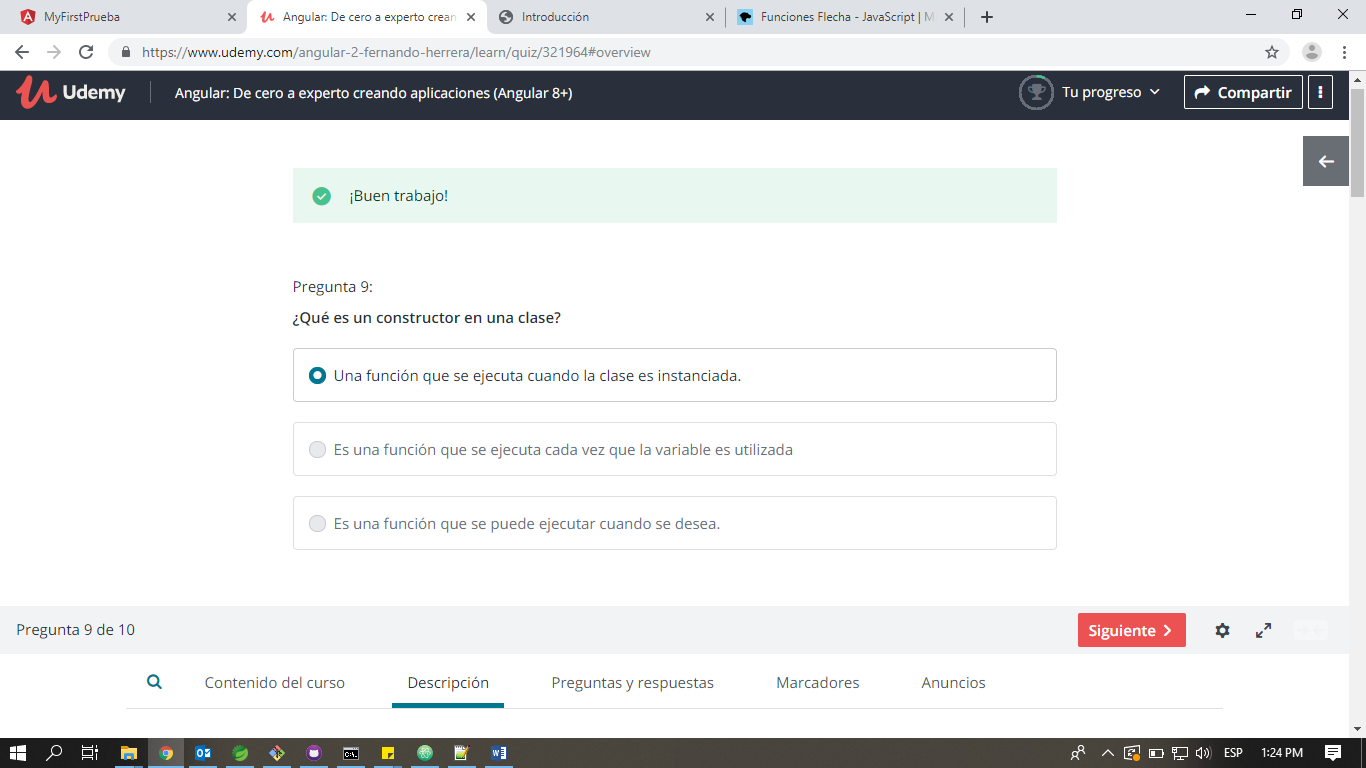 MyFirstPrueba
Angular: De cero a experto crean
Introducción
Funciones Flecha - JavaScript | M
https://www.udemy.com/angular-2-fernando-herrera/learn/quiz/321964#overview
Udemy
Angular: De cero a experto creando aplicaciones (Angular 8+)
Tu progreso
Compartir
¡Buen trabajo!
Pregunta 9:
¿Qué es un constructor en una clase?
Una función que se ejecuta cuando la clase es instanciada.
Es una función que se ejecuta cada vez que la variable es utilizada
Es una función que se puede ejecutar cuando se desea.
Pregunta 9 de 10
Siguiente
Contenido del curso
Descripción
Preguntas y respuestas
Marcadores
Anuncios
ESP
1:24 PM